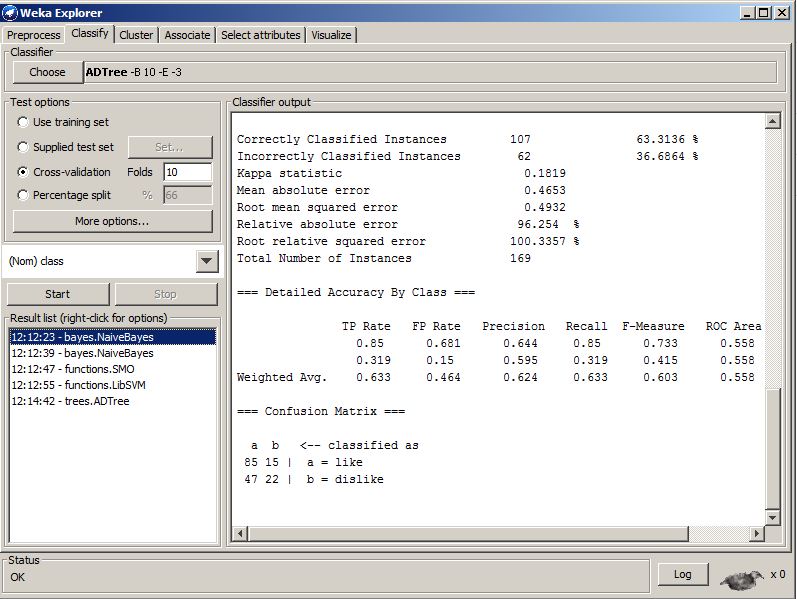 Weka Explorer
Preprocess Classify Cluster Associate Select attributes Visualize
Classifier
Choose ADTree -B 10 -E -3
Test options
Use training set
Supplied test set Set...
Cross-validation Folds 10
Percentage split % 66
More options...
(Nom) class
Start Stop
Result list (right-click for options)
12:12:23 - bayes.NaiveBayes
12:12:39 - bayes.NaiveBayes
12:12:47 - functions.SMO
12:12:55 - functions.LibSVM
12:14:42 - trees.ADTree
Classifier output
Correctly Classified Instances 107 63.3136 %
Incorrectly Classified Instances 62 36.6864 %
Kappa statistic 0.1819
Mean absolute error 0.4653
Root mean squared error 0.4932
Relative absolute error 96.254 %
Root relative squared error 100.3357 %
Total Number of Instances 169
=== Detailed Accuracy By Class ===
TP Rate FP Rate Precision Recall F-Measure ROC Area
0.85 0.681 0.644 0.85 0.733 0.558
0.319 0.15 0.595 0.319 0.415 0.558
Weighted Avg. 0.633 0.464 0.624 0.633 0.603 0.558
=== Confusion Matrix ===
a b <-- classified as
85 15 | a = like
47 22 | b = dislike
Status
OK
Log x 0